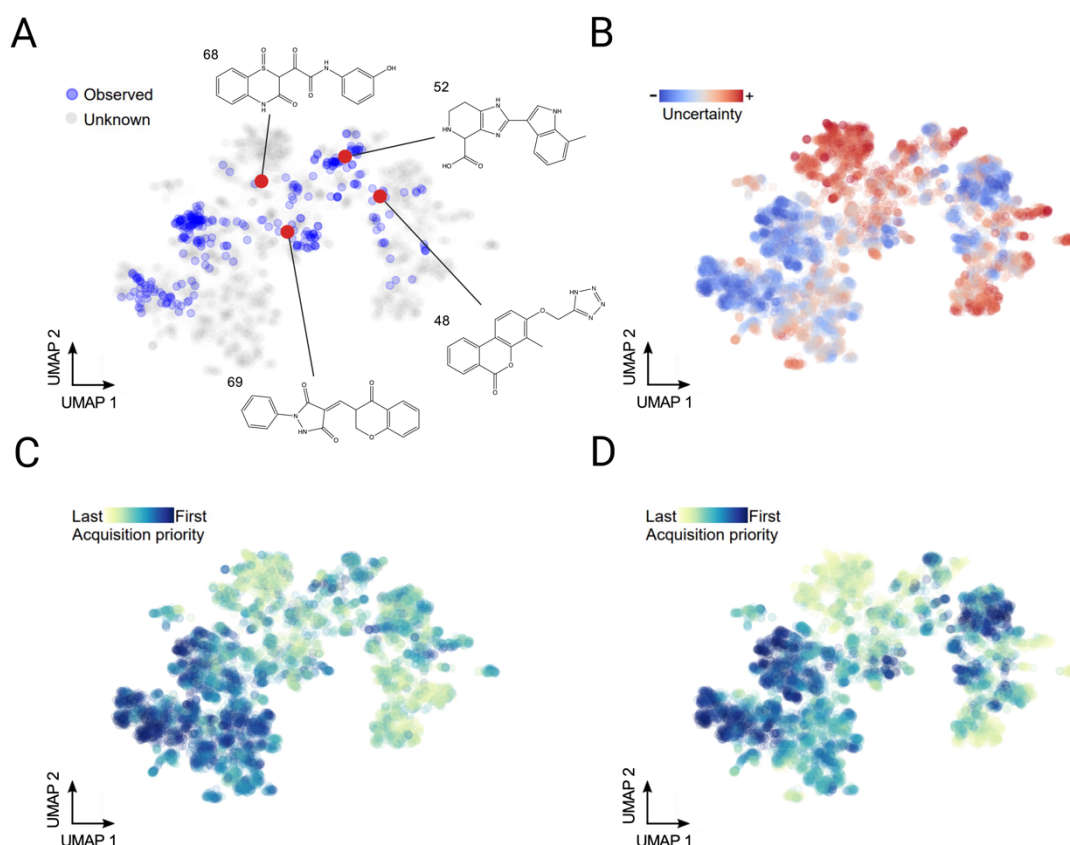 A
68
O
O
H
N
OH
S
N
H
O
O
Observed
Unknown
52
H
N
HN
N
HO
O
NH
48
HN
N
N
N
O
O
O
69
O
O
N
HN
O
O
UMAP 2
UMAP 1
B
- +
Uncertainty
UMAP 2
UMAP 1
C
Last First
Acquisition priority
UMAP 2
UMAP 1
D
Last First
Acquisition priority
UMAP 2
UMAP 1